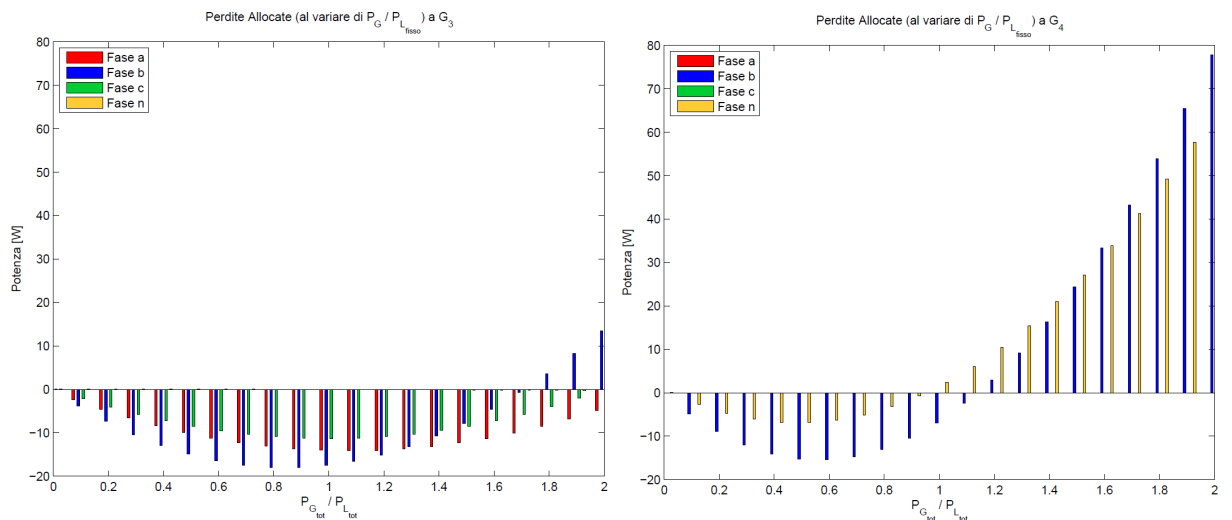 Perdite Allocate (al variare di P_G / P_L_fisso) a G_3
80
70
60
50
40
30
20
10
0
−10
−20
Potenza [W]
Fase a
Fase b
Fase c
Fase n
0 0.2 0.4 0.6 0.8 1 1.2 1.4 1.6 1.8 2
P_G_tot / P_L_tot
Perdite Allocate (al variare di P_G / P_L_fisso) a G_4
80
70
60
50
40
30
20
10
0
−10
−20
Potenza [W]
Fase a
Fase b
Fase c
Fase n
0 0.2 0.4 0.6 0.8 1 1.2 1.4 1.6 1.8 2
P_G_tot / P_L_tot